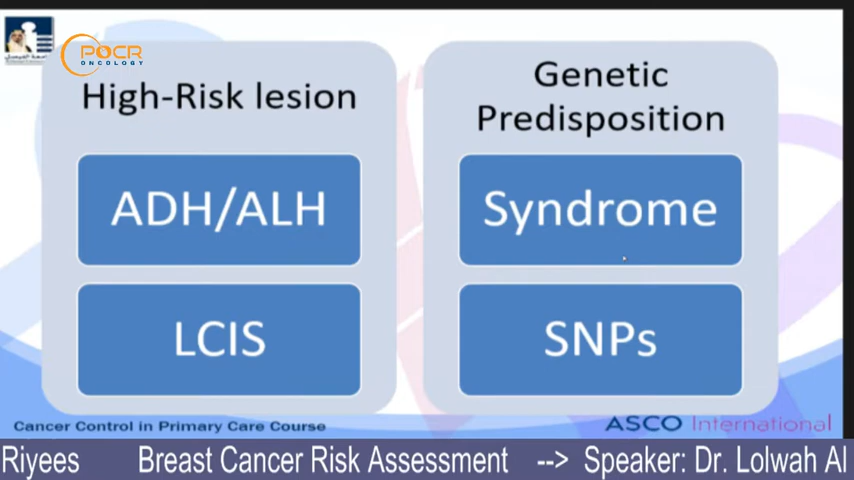 POCR
ONCOLOGY
High-Risk lesion
ADH/ALH
LCIS
Genetic
Predisposition
Syndrome
SNPs
Cancer Control in Primary Care Course
ASCO International
Riyees Breast Cancer Risk Assessment --> Speaker: Dr. Lolwah Al